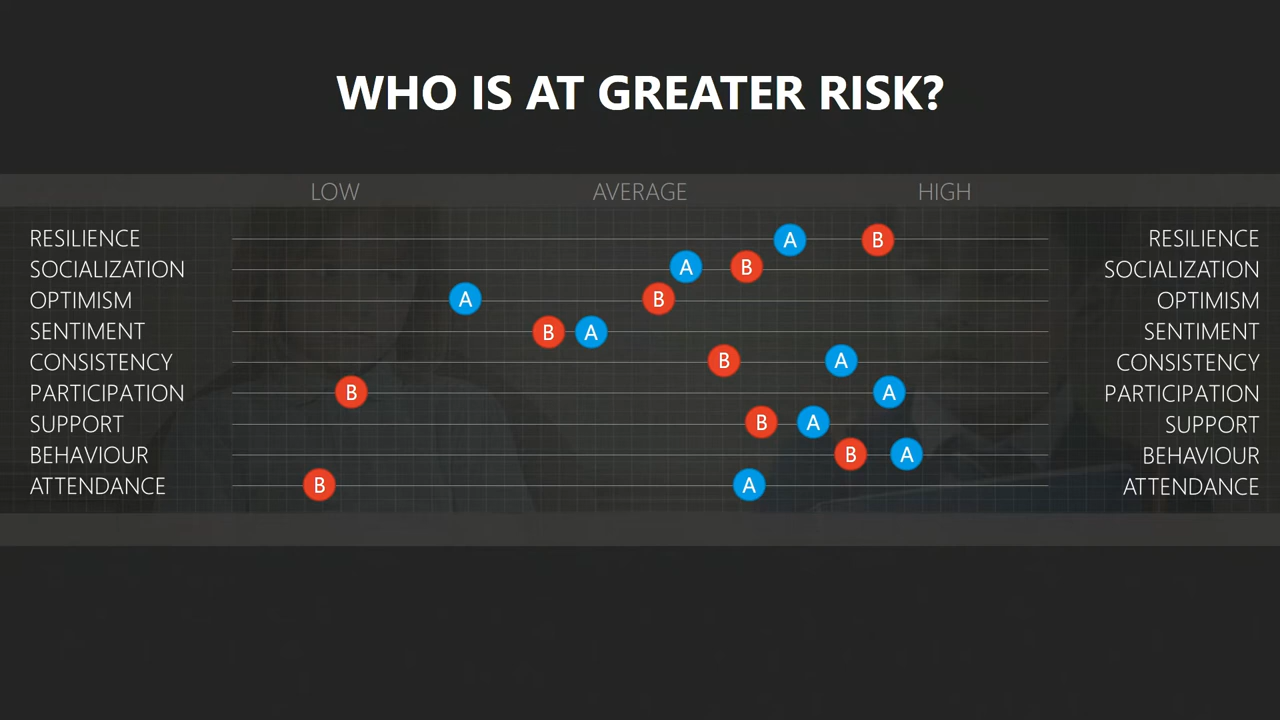 WHO IS AT GREATER RISK?
LOW AVERAGE HIGH
RESILIENCE A B RESILIENCE
SOCIALIZATION A B SOCIALIZATION
OPTIMISM A B OPTIMISM
SENTIMENT B A SENTIMENT
CONSISTENCY B A CONSISTENCY
PARTICIPATION B A PARTICIPATION
SUPPORT B A SUPPORT
BEHAVIOUR B A BEHAVIOUR
ATTENDANCE B A ATTENDANCE